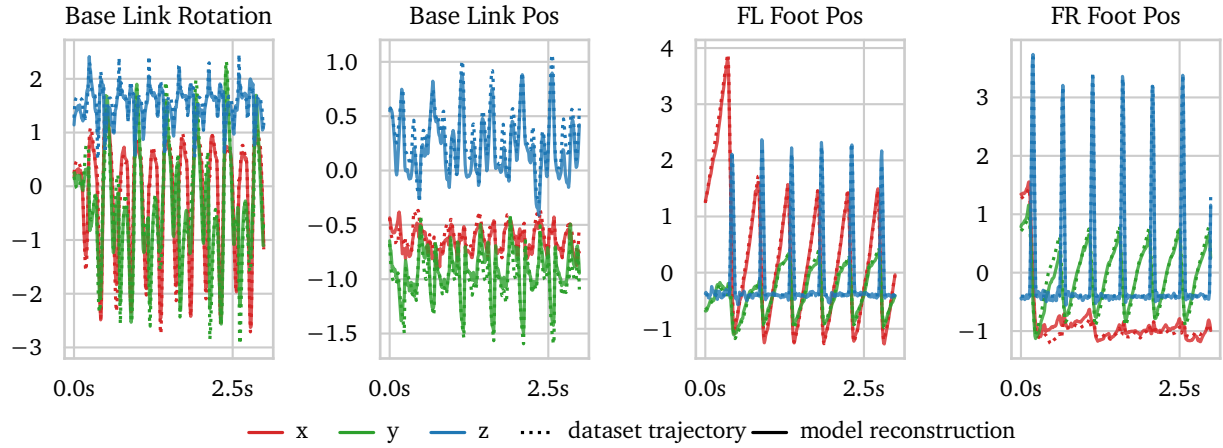 Base Link Rotation
Base Link Pos
FL Foot Pos
FR Foot Pos
2
1
0
−1
−2
−3
0.0s
2.5s
1.0
0.5
0.0
−0.5
−1.0
−1.5
0.0s
2.5s
4
3
2
1
0
−1
0.0s
2.5s
3
2
1
0
−1
0.0s
2.5s
x y z dataset trajectory model reconstruction